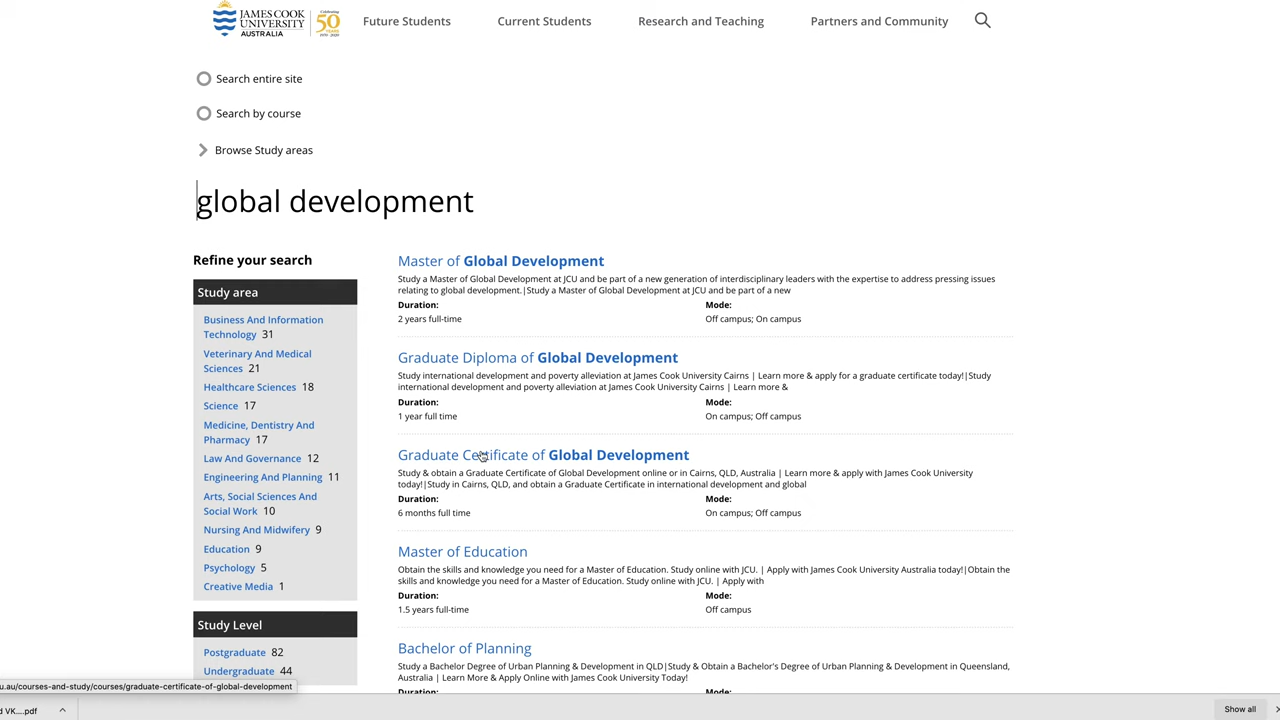 JAMES COOK
UNIVERSITY
AUSTRALIA
Celebrating
50
YEARS
Future Students
Current Students
Research and Teaching
Partners and Community
Search entire site
Search by course
Browse Study areas
global development
Refine your search
Study area
Business And Information
Technology 31
Veterinary And Medical
Sciences 21
Healthcare Sciences 18
Science 17
Medicine, Dentistry And
Pharmacy 17
Law And Governance 12
Engineering And Planning 11
Arts, Social Sciences And
Social Work 10
Nursing And Midwifery 9
Education 9
Psychology 5
Creative Media 1
Study Level
Postgraduate 82
Undergraduate 44
Master of Global Development
Study a Master of Global Development at JCU and be part of a new generation of interdisciplinary leaders with the expertise to address pressing issues
relating to global development.|Study a Master of Global Development at JCU and be part of a new
Duration: Mode:
2 years full-time Off campus; On campus
Graduate Diploma of Global Development
Study international development and poverty alleviation at James Cook University Cairns | Learn more & apply for a graduate certificate today!|Study
international development and poverty alleviation at James Cook University Cairns | Learn more &
Duration: Mode:
1 year full time On campus; Off campus
Graduate Certificate of Global Development
Study & obtain a Graduate Certificate of Global Development online or in Cairns, QLD, Australia | Learn more & apply with James Cook University
today!|Study in Cairns, QLD, and obtain a Graduate Certificate in international development and global
Duration: Mode:
6 months full time On campus; Off campus
Master of Education
Obtain the skills and knowledge you need for a Master of Education. Study online with JCU. | Apply with James Cook University Australia today!|Obtain the
skills and knowledge you need for a Master of Education. Study online with JCU. | Apply with
Duration: Mode:
1.5 years full-time Off campus
Bachelor of Planning
Study a Bachelor Degree of Urban Planning & Development in QLD|Study & Obtain a Bachelor's Degree of Urban Planning & Development in Queensland,
Australia | Learn More & Apply Online with James Cook University Today!
Duration: Mode:
u.au/courses-and-study/courses/graduate-certificate-of-global-development
d VK....pdf
Show all